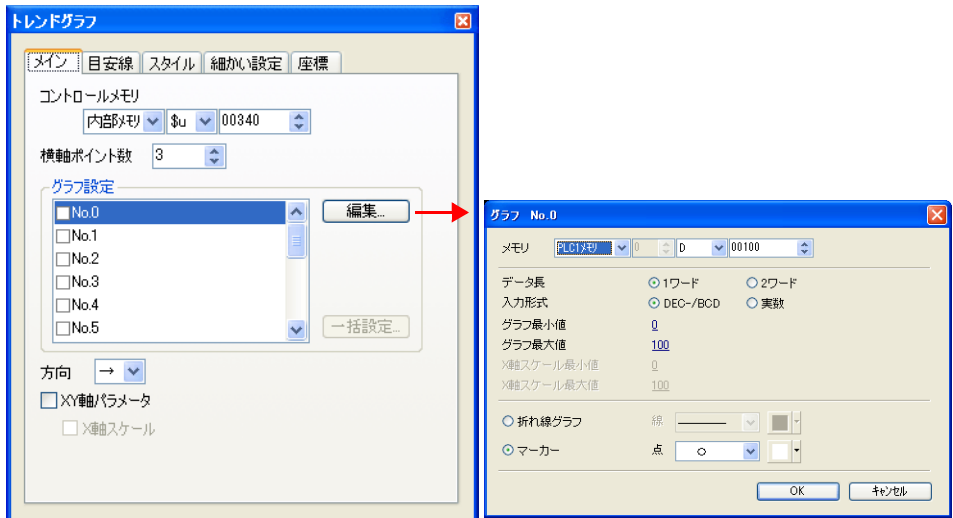 トレンドグラフ
メイン 目安線 スタイル 細かい設定 座標
コントロールメモリ
内部メモリ $u 00340
横軸ポイント数 3
グラフ設定
No.0
No.1
No.2
No.3
No.4
No.5
編集...
一括設定...
方向 →
XY軸パラメータ
X軸スケール
グラフ No.0
メモリ PLC1メモリ 0 D 00100
データ長 1ワード 2ワード
入力形式 DEC-/BCD 実数
グラフ最小値 0
グラフ最大値 100
X軸スケール最小値 0
X軸スケール最大値 100
折れ線グラフ 線
マーカー 点 ○
OK キャンセル